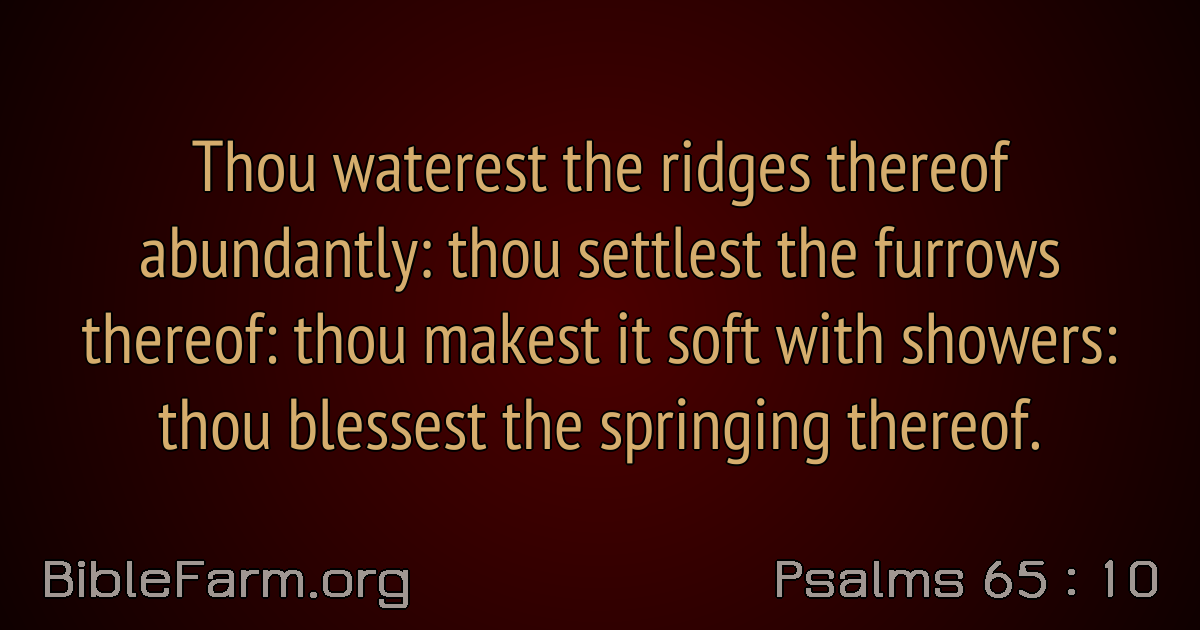 Thou waterest the ridges thereof
abundantly: thou settlest the furrows
thereof: thou makest it soft with showers:
thou blessest the springing thereof.
BibleFarm.org
Psalms 65 : 10